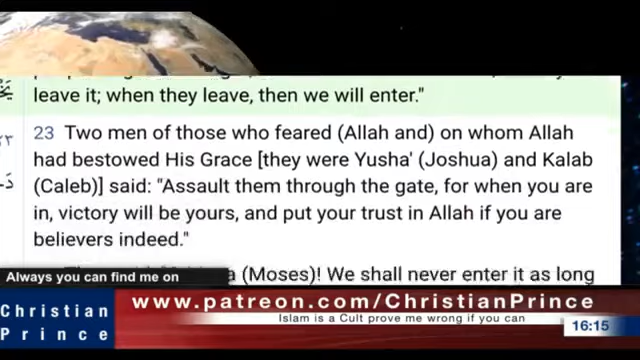 leave it; when they leave, then we will enter."
23 Two men of those who feared (Allah and) on whom Allah
had bestowed His Grace [they were Yusha' (Joshua) and Kalab
(Caleb)] said: "Assault them through the gate, for when you are
in, victory will be yours, and put your trust in Allah if you are
believers indeed."
a (Moses)! We shall never enter it as long
Always you can find me on
Christian
Prince
www.patreon.com/ChristianPrince
Islam is a Cult prove me wrong if you can
16:15